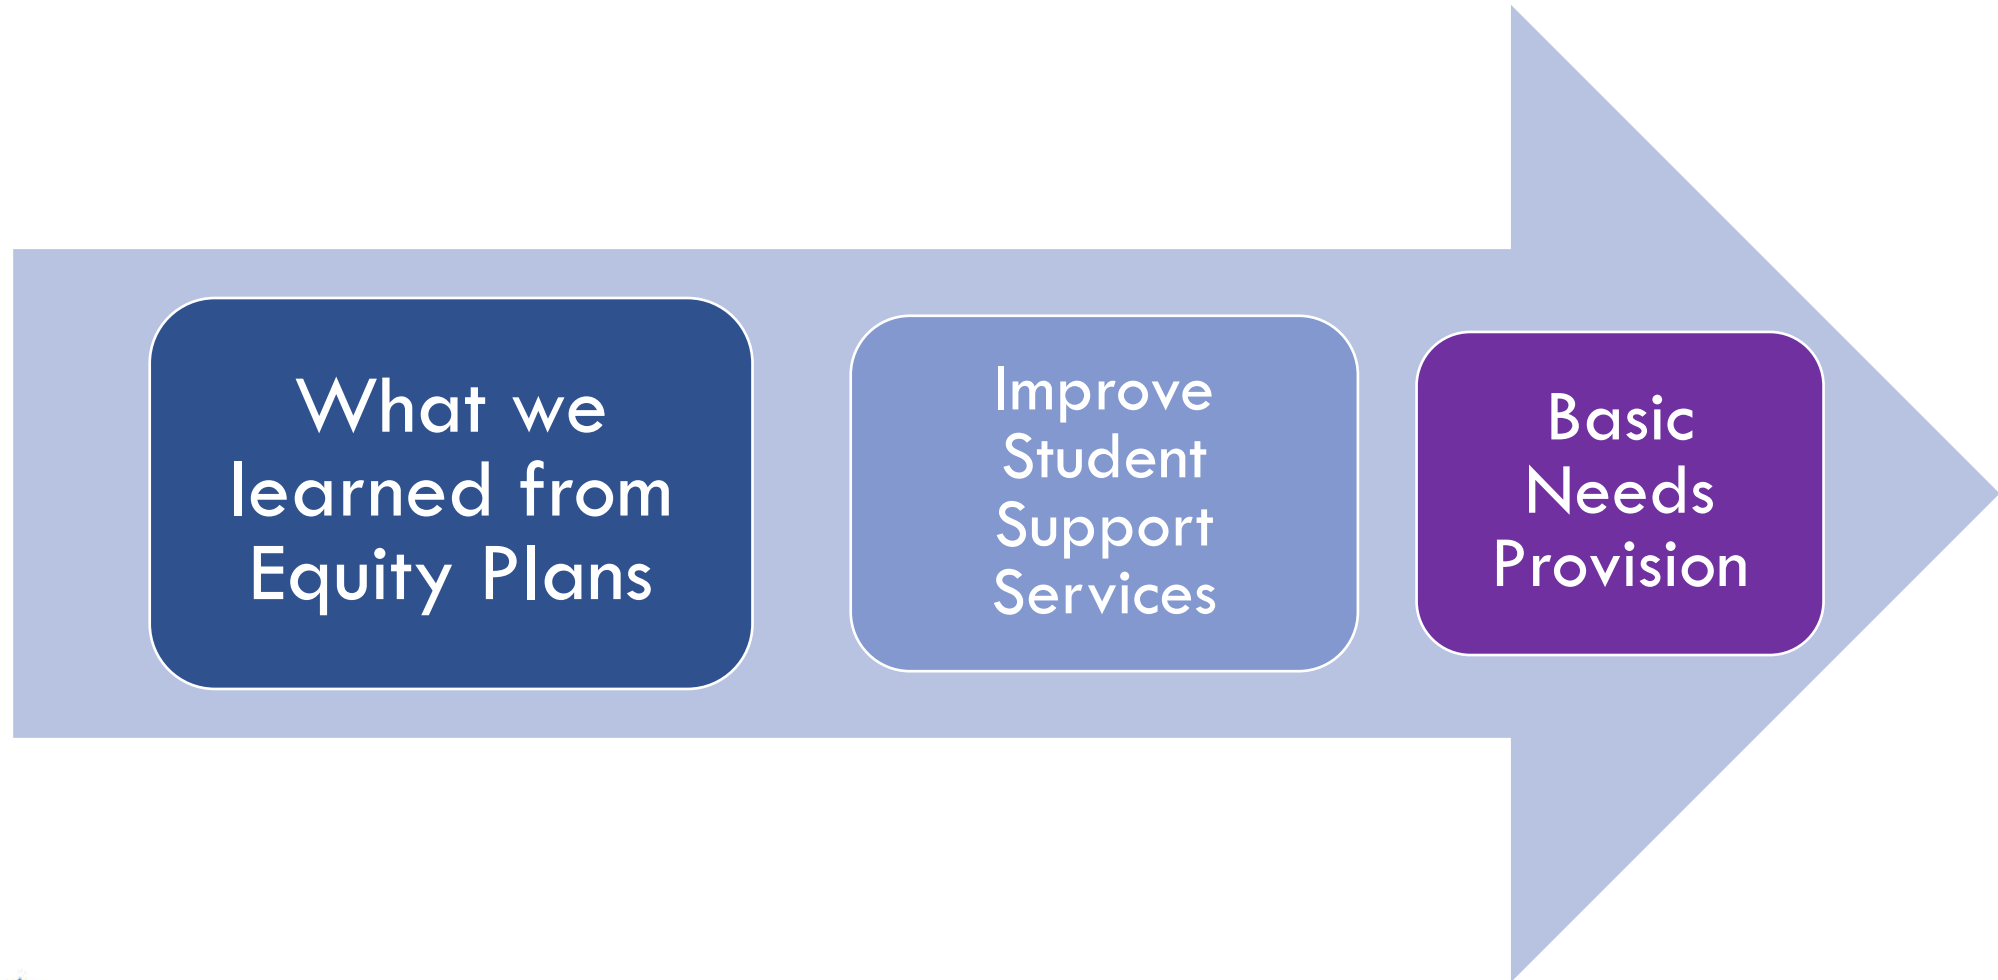 What we
learned from
Equity Plans
Improve
Student
Support
Services
Basic
Needs
Provision